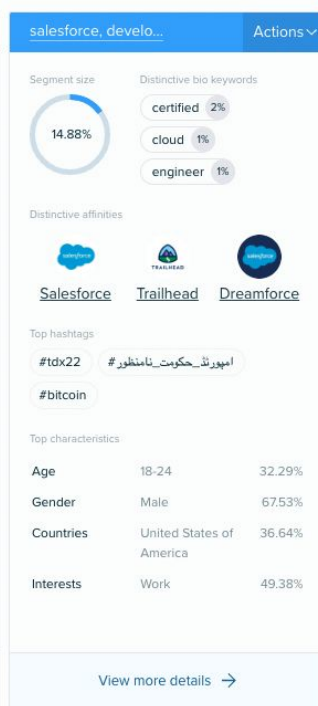 salesforce, develo...
Actions
Segment size
Distinctive bio keywords
14.88%
certified 2%
cloud 1%
engineer 1%
Distinctive affinities
salesforce
TRAILHEAD
salesforce
Salesforce Trailhead Dreamforce
Top hashtags
#tdx22 #امپورٹڈ_حکومت_نامنظور
#bitcoin
Top characteristics
Age 18-24 32.29%
Gender Male 67.53%
Countries United States of 36.64%
America
Interests Work 49.38%
View more details →